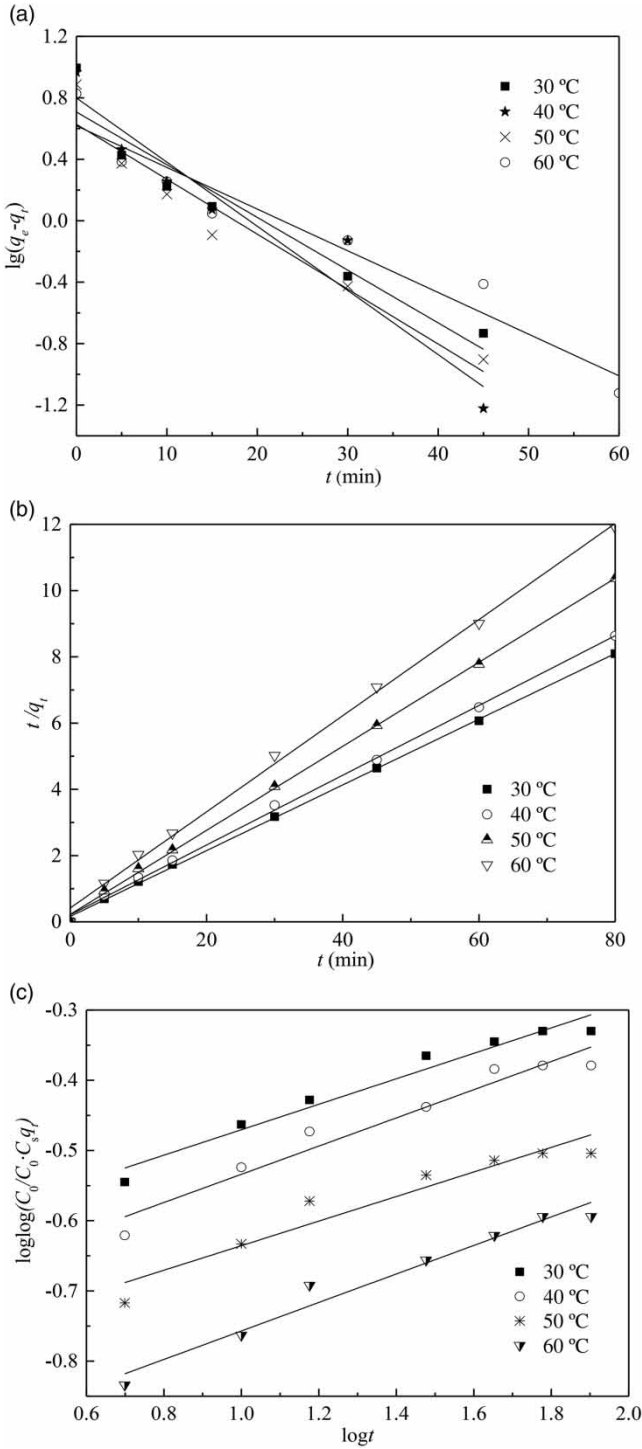 (a)
1.2
0.8
0.4
0.0
-0.4
-0.8
-1.2
lg(qe-qt)
30 ºC
40 ºC
50 ºC
60 ºC
0 10 20 30 40 50 60
t (min)
(b)
12
10
8
6
4
2
0
t /qt
30 ºC
40 ºC
50 ºC
60 ºC
0 20 40 60 80
t (min)
(c)
-0.3
-0.4
-0.5
-0.6
-0.7
-0.8
loglog(C0/C0·Csqt)
30 ºC
40 ºC
50 ºC
60 ºC
0.6 0.8 1.0 1.2 1.4 1.6 1.8 2.0
logt